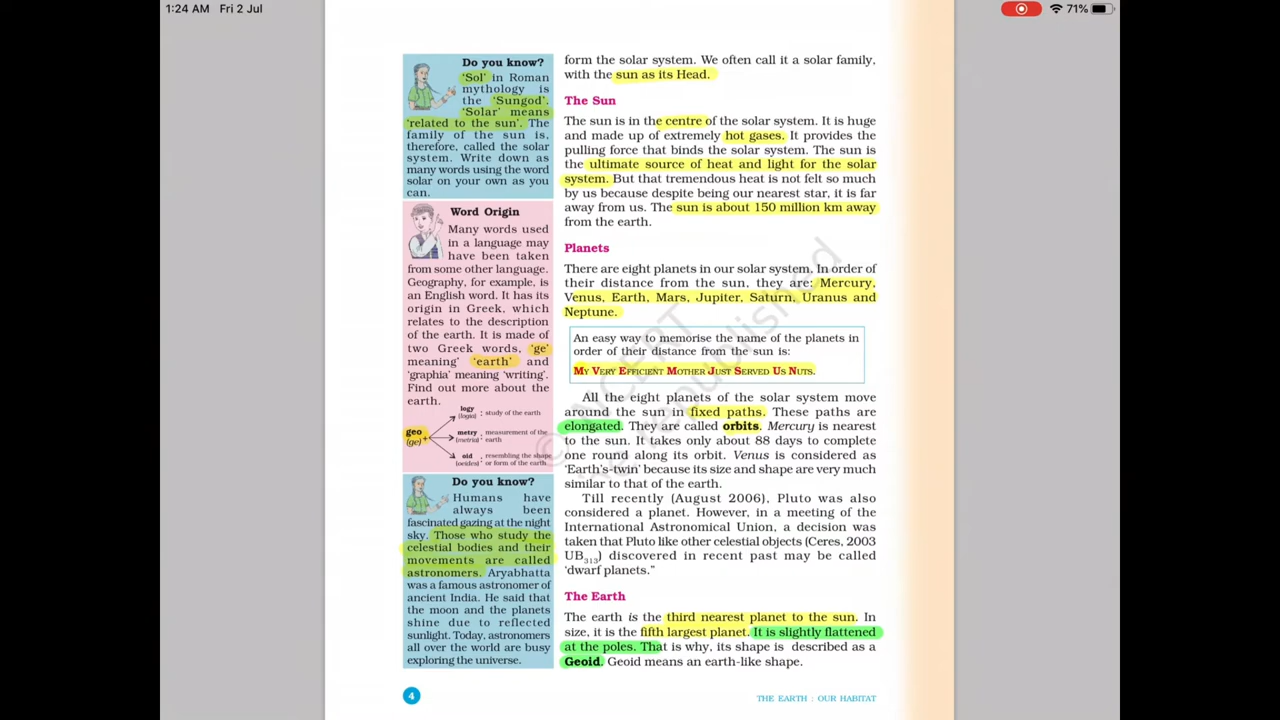 1:24 AM Fri 2 Jul
71%
Do you know?
'Sol' in Roman
mythology is
the 'Sungod'.
'Solar' means
'related to the sun'. The
family of the sun is,
therefore, called the solar
system. Write down as
many words using the word
solar on your own as you
can.
Word Origin
Many words used
in a language may
have been taken
from some other language.
Geography, for example, is
an English word. It has its
origin in Greek, which
relates to the description
of the earth. It is made of
two Greek words, 'ge'
meaning' 'earth' and
'graphia' meaning 'writing'.
Find out more about the
earth.
geo
(ge)+
logy
(logia) : study of the earth
metry : measurement of the
(metria) earth
oid : resembling the shape
(oeides) or form of the earth
Do you know?
Humans have
always been
fascinated gazing at the night
sky. Those who study the
celestial bodies and their
movements are called
astronomers. Aryabhatta
was a famous astronomer of
ancient India. He said that
the moon and the planets
shine due to reflected
sunlight. Today, astronomers
all over the world are busy
exploring the universe.
form the solar system. We often call it a solar family,
with the sun as its Head.
The Sun
The sun is in the centre of the solar system. It is huge
and made up of extremely hot gases. It provides the
pulling force that binds the solar system. The sun is
the ultimate source of heat and light for the solar
system. But that tremendous heat is not felt so much
by us because despite being our nearest star, it is far
away from us. The sun is about 150 million km away
from the earth.
Planets
There are eight planets in our solar system. In order of
their distance from the sun, they are: Mercury,
Venus, Earth, Mars, Jupiter, Saturn, Uranus and
Neptune.
An easy way to memorise the name of the planets in
order of their distance from the sun is:
MY VERY EFFICIENT MOTHER JUST SERVED US NUTS.
All the eight planets of the solar system move
around the sun in fixed paths. These paths are
elongated. They are called orbits. Mercury is nearest
to the sun. It takes only about 88 days to complete
one round along its orbit. Venus is considered as
'Earth's-twin' because its size and shape are very much
similar to that of the earth.
Till recently (August 2006), Pluto was also
considered a planet. However, in a meeting of the
International Astronomical Union, a decision was
taken that Pluto like other celestial objects (Ceres, 2003
UB313) discovered in recent past may be called
'dwarf planets."
The Earth
The earth is the third nearest planet to the sun. In
size, it is the fifth largest planet. It is slightly flattened
at the poles. That is why, its shape is described as a
Geoid. Geoid means an earth-like shape.
4
THE EARTH : OUR HABITAT
© NCERT
republished